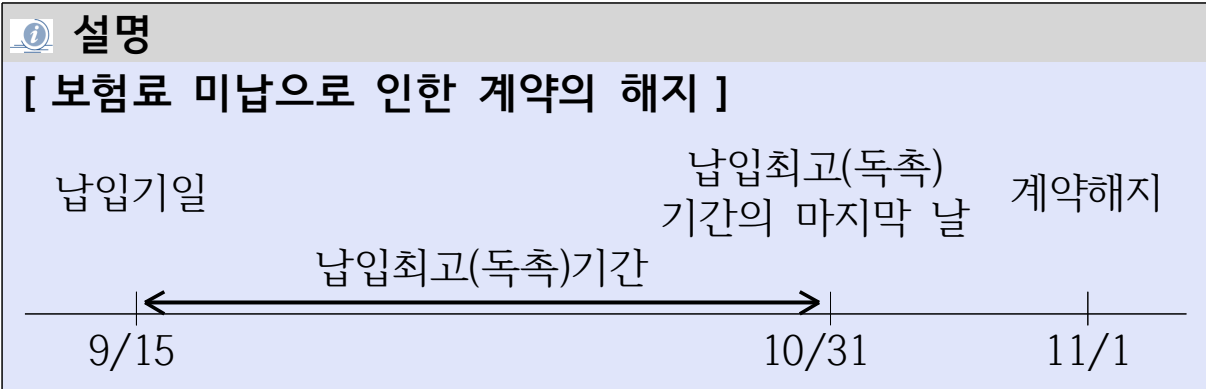 설명
[ 보험료 미납으로 인한 계약의 해지 ]
납입기일
납입최고(독촉)
기간의 마지막 날
계약해지
납입최고(독촉)기간
9/15
10/31
11/1